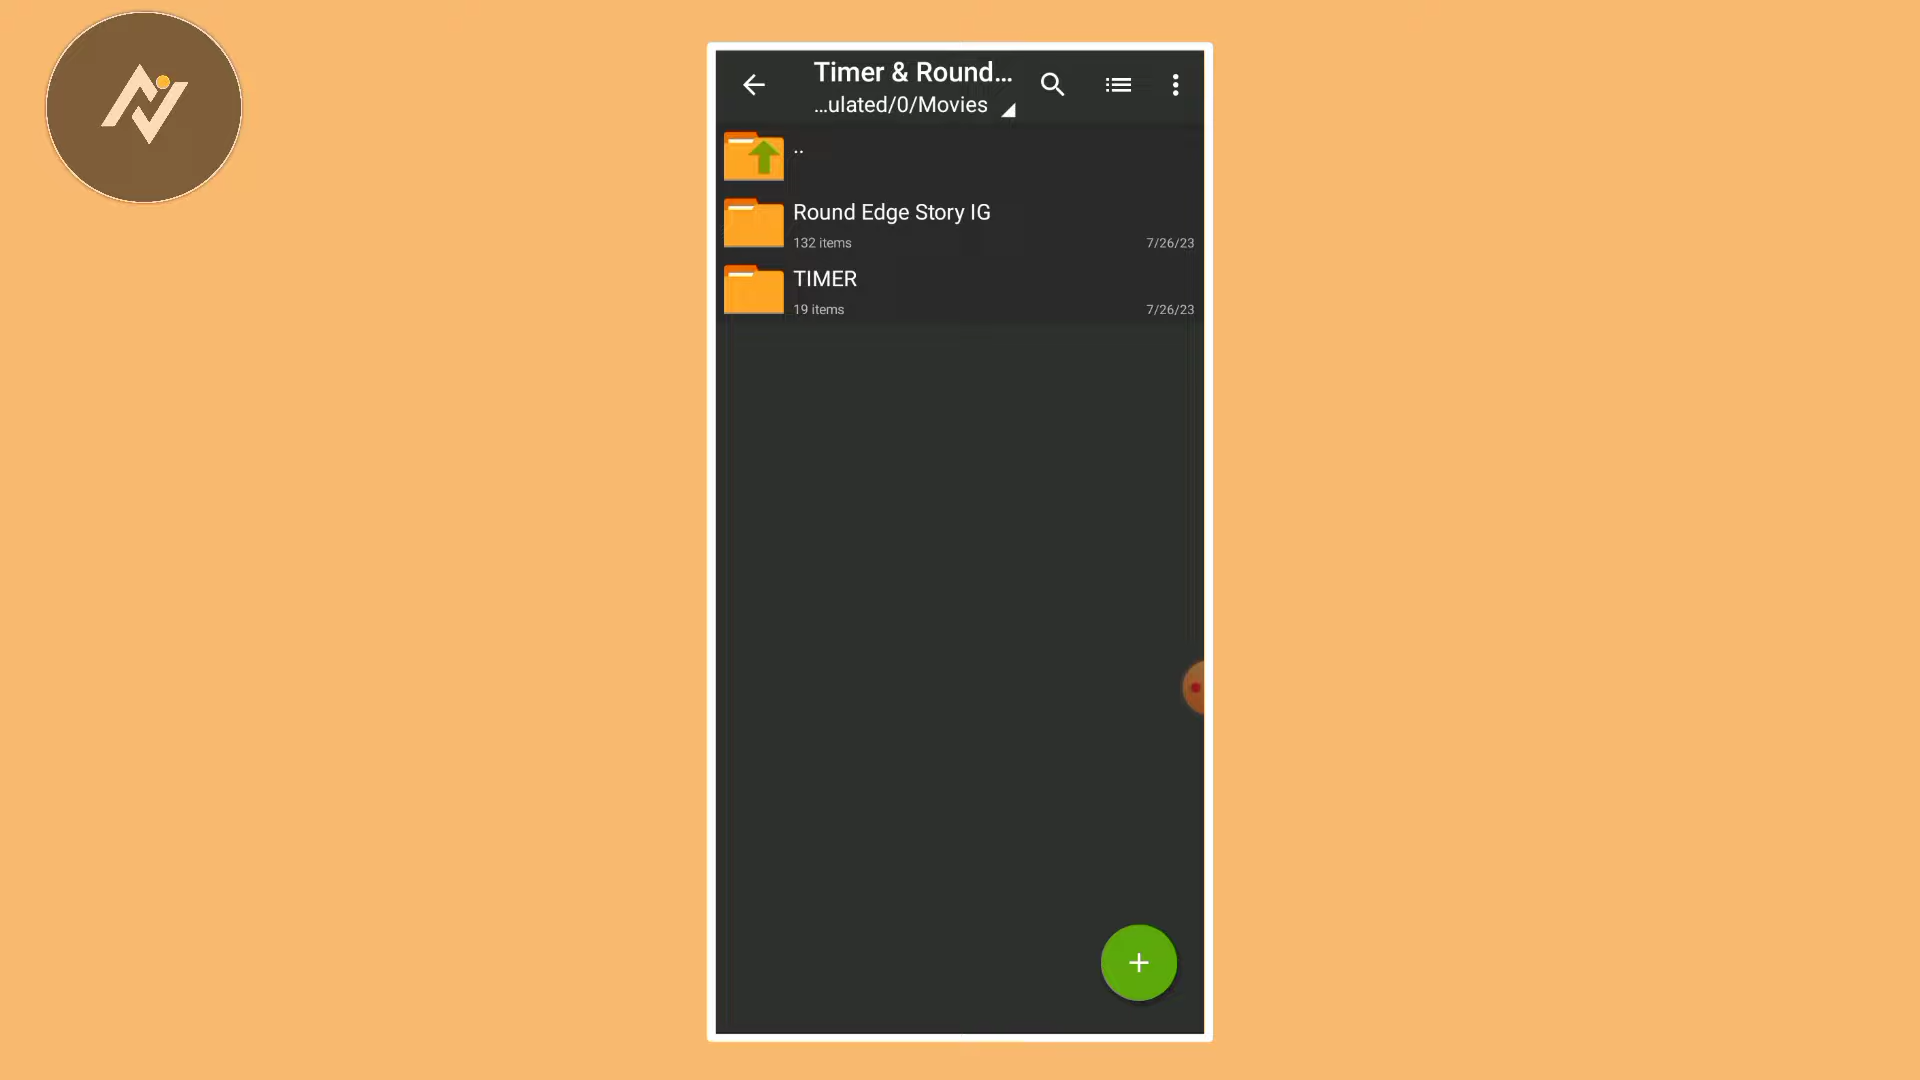 Timer & Round...
...ulated/0/Movies
..
Round Edge Story IG
132 items
7/26/23
TIMER
19 items
7/26/23